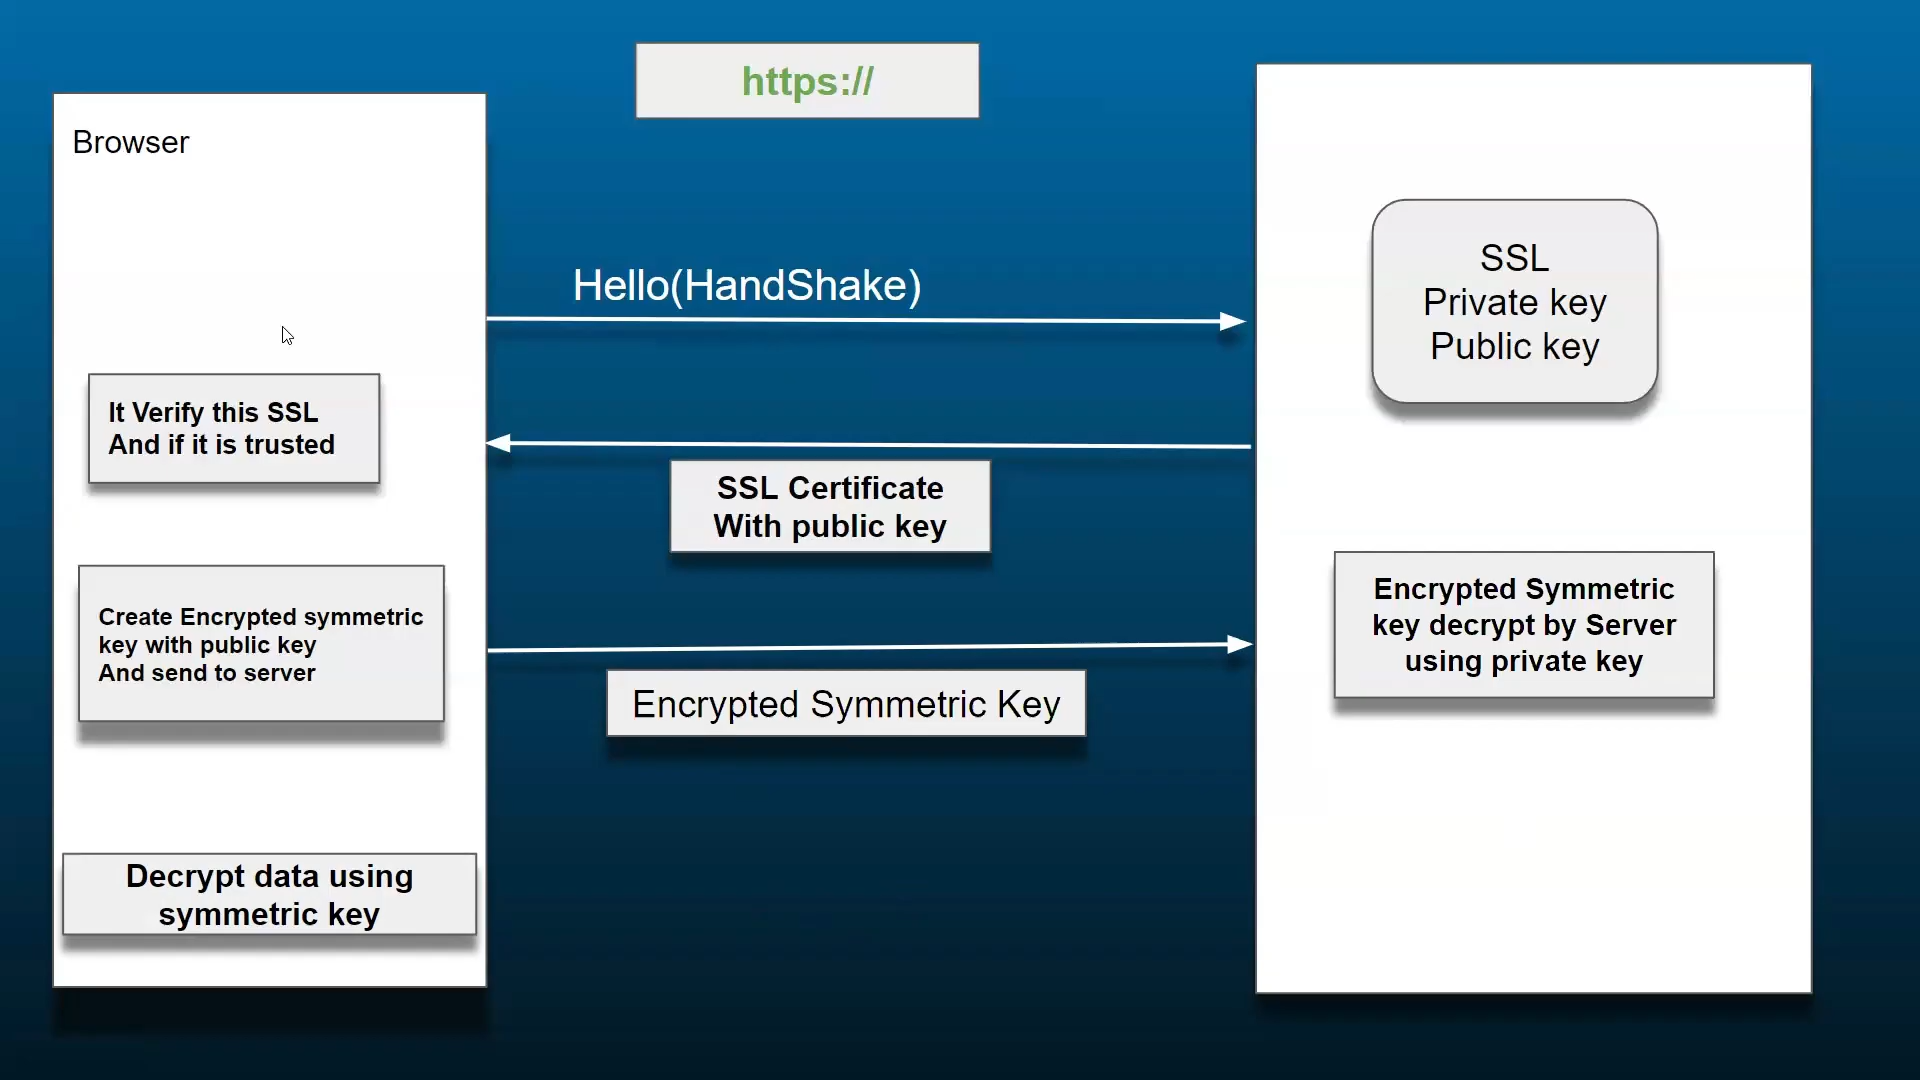 https://
Browser
Hello(HandShake)
SSL
Private key
Public key
It Verify this SSL
And if it is trusted
SSL Certificate
With public key
Create Encrypted symmetric
key with public key
And send to server
Encrypted Symmetric Key
Encrypted Symmetric
key decrypt by Server
using private key
Decrypt data using
symmetric key